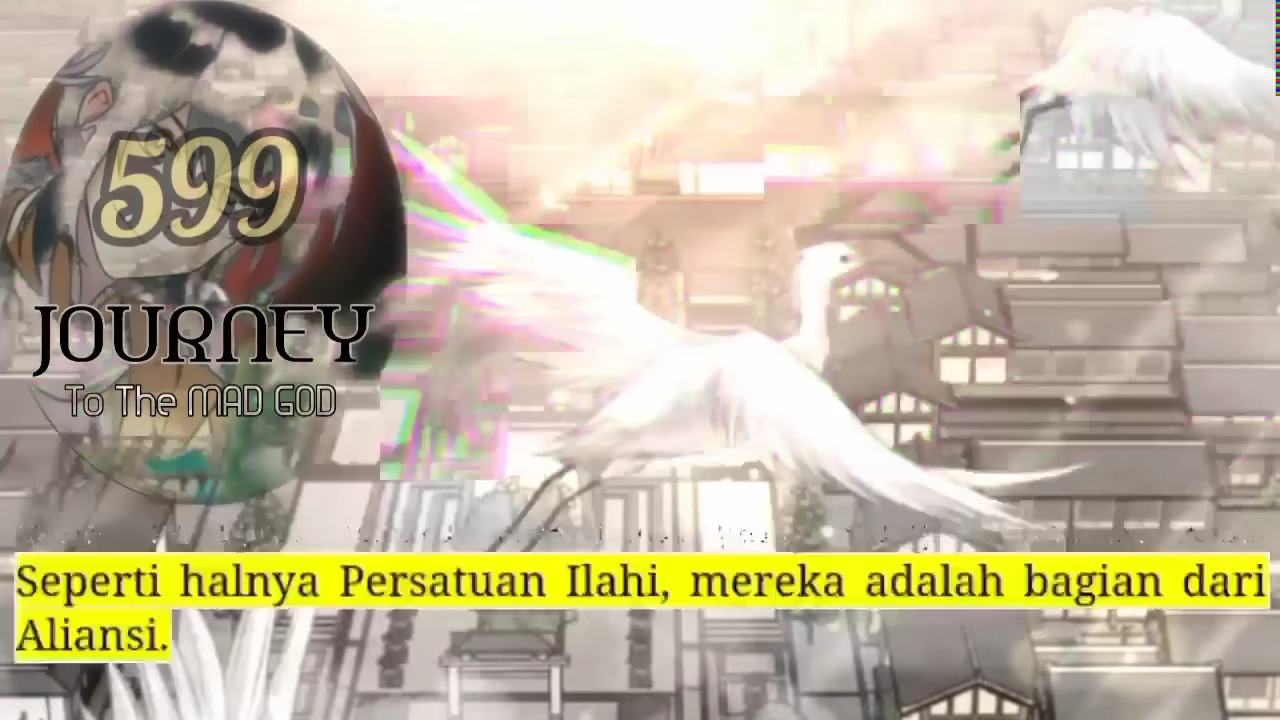 599
JOURNEY
To The MAD GOD
Seperti halnya Persatuan Ilahi, mereka adalah bagian dari
Aliansi.